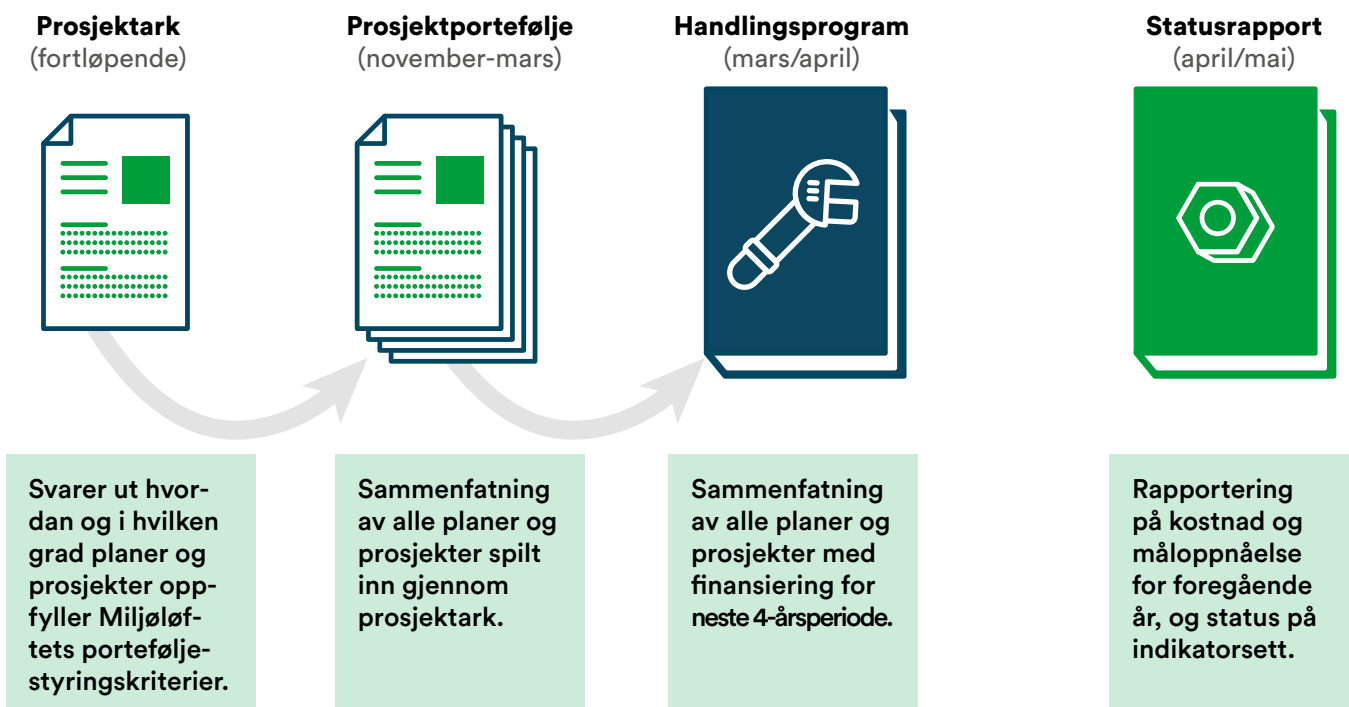 Prosjektark
(fortløpende)
Prosjektportefølje
(november-mars)
Handlingsprogram
(mars/april)
Statusrapport
(april/mai)
Svarer ut hvor-
dan og i hvilken
grad planer og
prosjekter opp-
fyller Miljøløf-
tets portefølje-
styringskriterier.
Sammenfatning
av alle planer og
prosjekter spilt
inn gjennom
prosjektark.
Sammenfatning
av alle planer og
prosjekter med
finansiering for
neste 4-årsperiode.
Rapportering
på kostnad og
måloppnåelse
for foregående
år, og status på
indikatorsett.